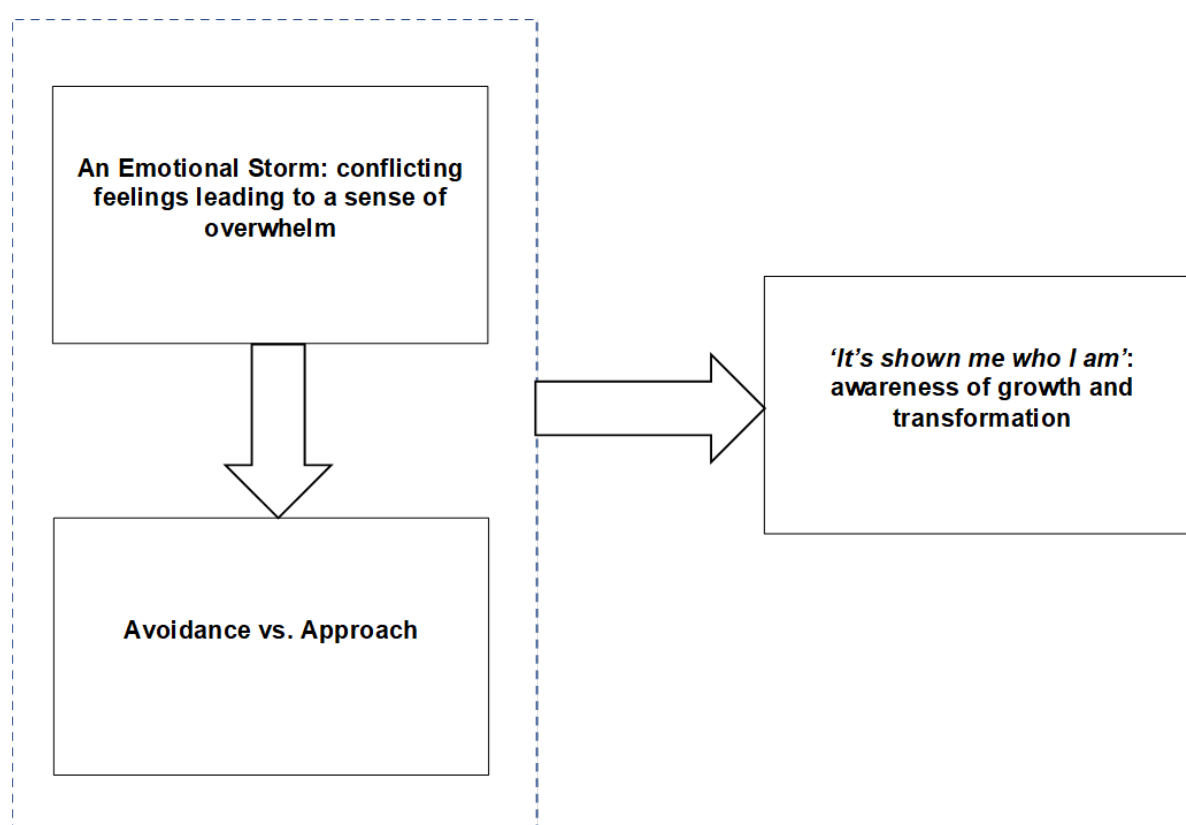 An Emotional Storm: conflicting
feelings leading to a sense of
overwhelm
Avoidance vs. Approach
‘It’s shown me who I am’:
awareness of growth and
transformation